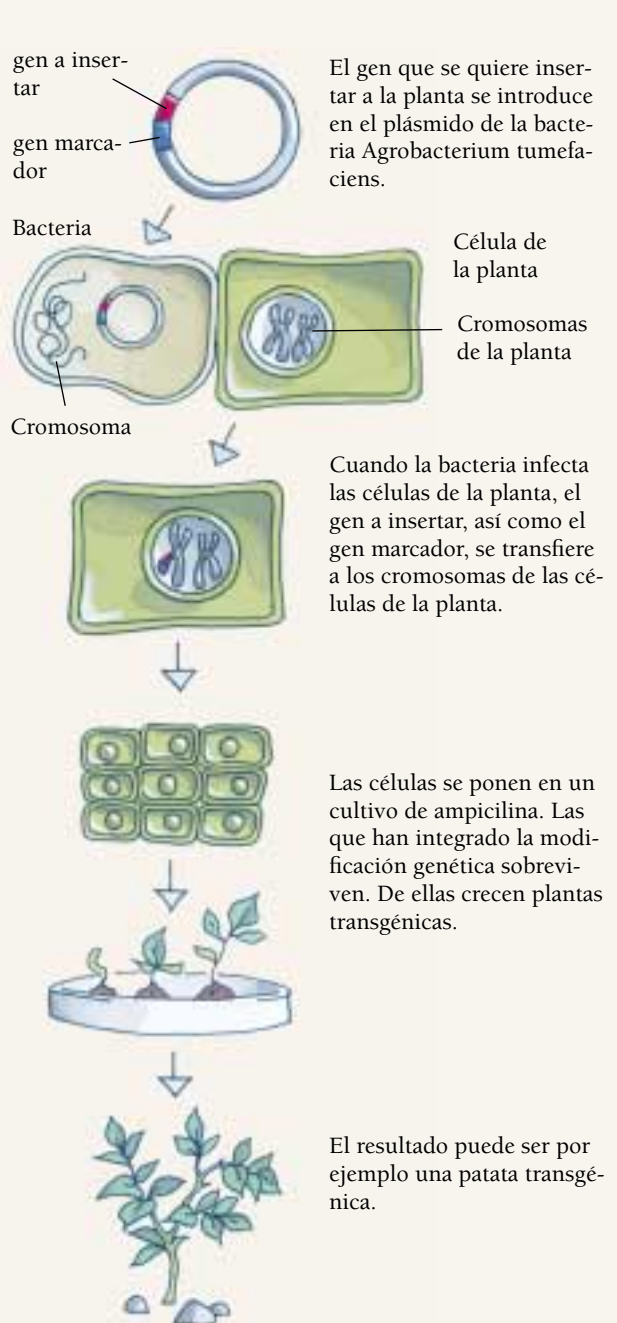 gen a inser-
tar
gen marca-
dor
El gen que se quiere inser-
tar a la planta se introduce
en el plásmido de la bacte-
ria Agrobacterium tumefa-
ciens.
Bacteria
Célula de
la planta
Cromosomas
de la planta
Cromosoma
Cuando la bacteria infecta
las células de la planta, el
gen a insertar, así como el
gen marcador, se transfiere
a los cromosomas de las cé-
lulas de la planta.
Las células se ponen en un
cultivo de ampicilina. Las
que han integrado la modi-
ficación genética sobrevi-
ven. De ellas crecen plantas
transgénicas.
El resultado puede ser por
ejemplo una patata transgé-
nica.